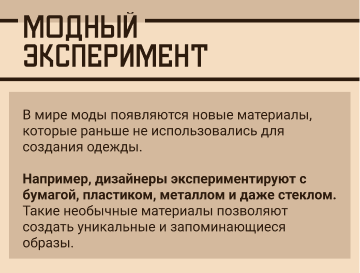 МОДНЫЙ
ЭКСПЕРИМЕНТ
В мире моды появляются новые материалы,
которые раньше не использовались для
создания одежды.
Например, дизайнеры экспериментируют с
бумагой, пластиком, металлом и даже стеклом.
Такие необычные материалы позволяют
создать уникальные и запоминающиеся
образы.